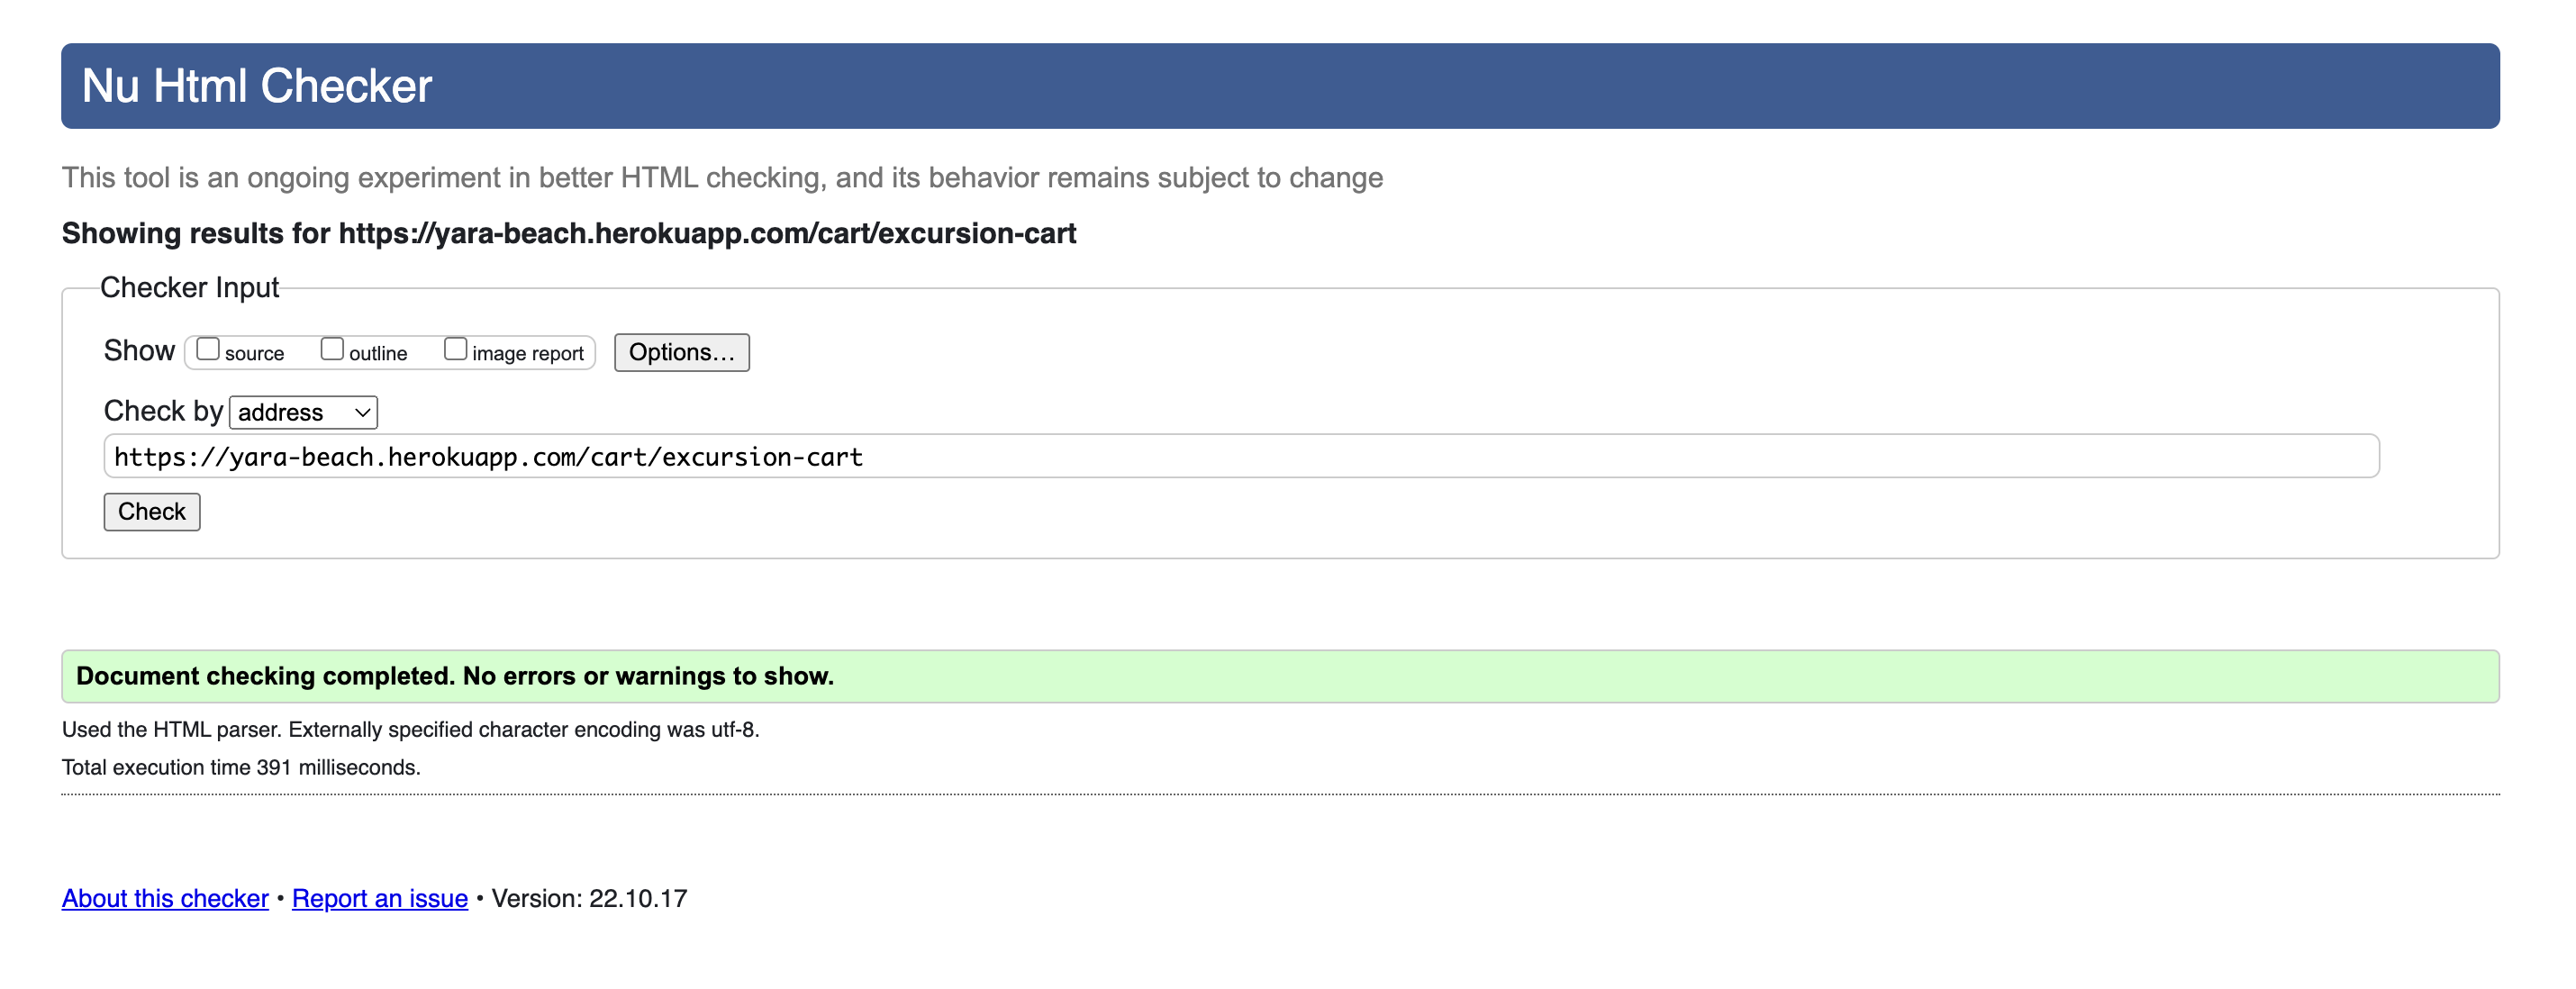 Nu Html Checker
This tool is an ongoing experiment in better HTML checking, and its behavior remains subject to change
Showing results for https://yara-beach.herokuapp.com/cart/excursion-cart
Checker Input
Show source outline image report Options...
Check by address
https://yara-beach.herokuapp.com/cart/excursion-cart
Check
Document checking completed. No errors or warnings to show.
Used the HTML parser. Externally specified character encoding was utf-8.
Total execution time 391 milliseconds.
About this checker • Report an issue • Version: 22.10.17